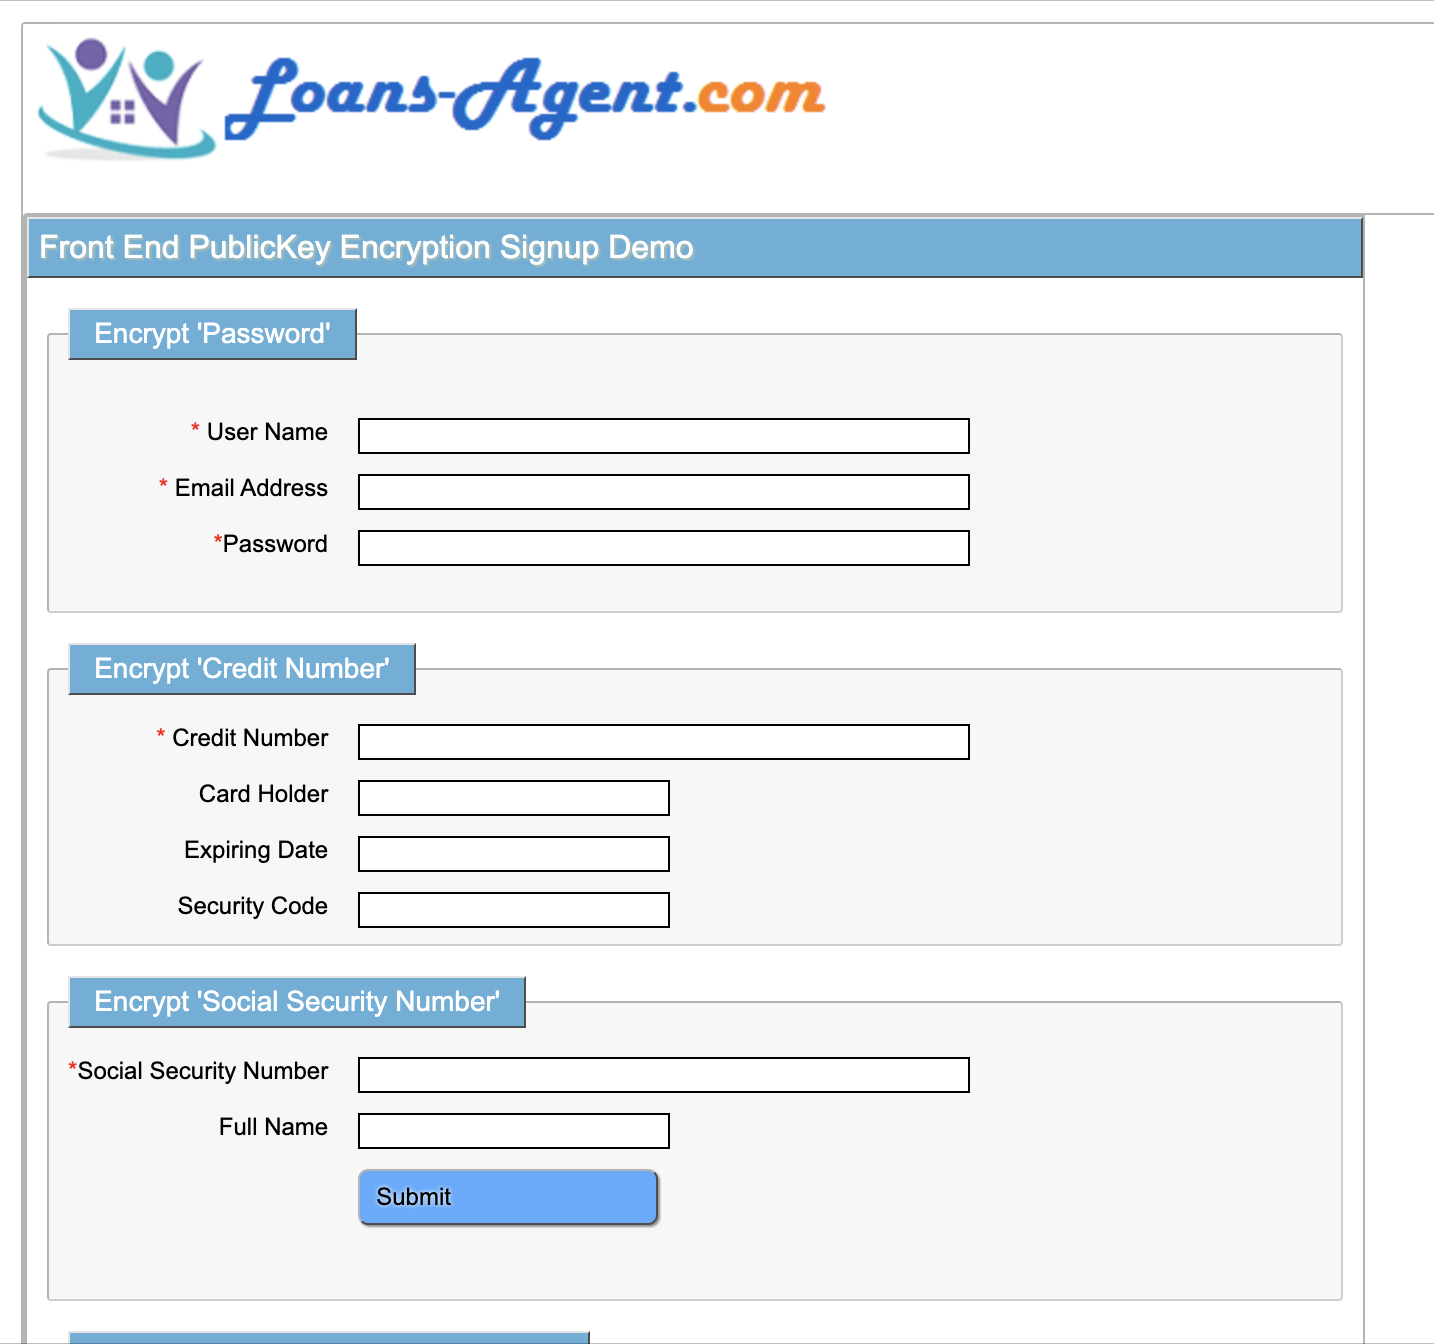 Loans-Agent.com
Front End PublicKey Encryption Signup Demo
Encrypt 'Password'
* User Name
* Email Address
*Password
Encrypt 'Credit Number'
* Credit Number
Card Holder
Expiring Date
Security Code
Encrypt 'Social Security Number'
*Social Security Number
Full Name
Submit